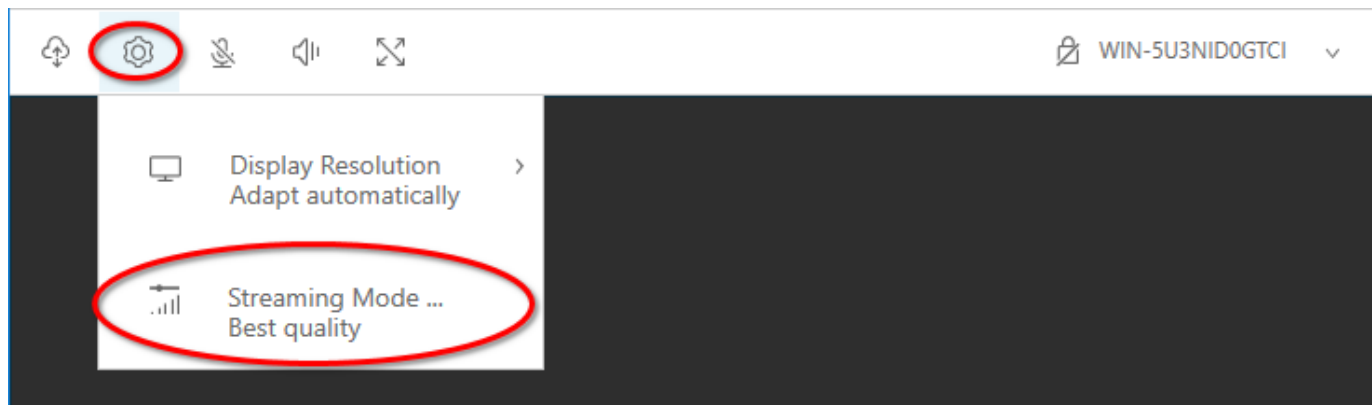 WIN-5U3NID0GTCI
Display Resolution
Adapt automatically
Streaming Mode ...
Best quality